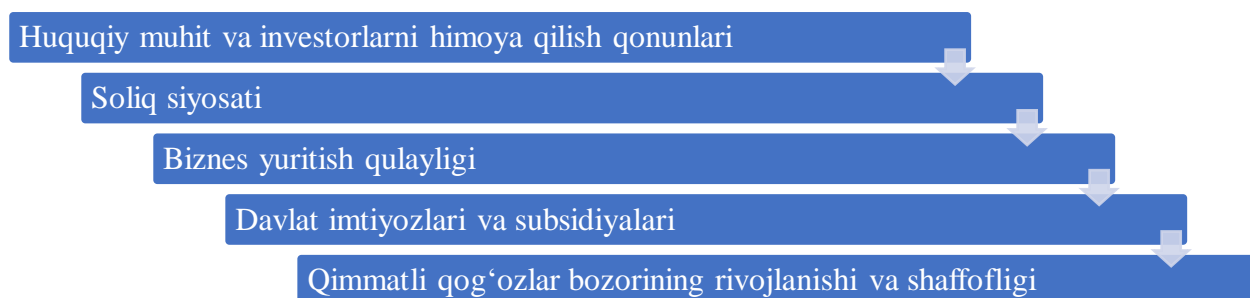 Huquqiy muhit va investorlarni himoya qilish qonunlari
Soliq siyosati
Biznes yuritish qulayligi
Davlat imtiyozlari va subsidiyalari
Qimmatli qog‘ozlar bozorining rivojlanishi va shaffofligi